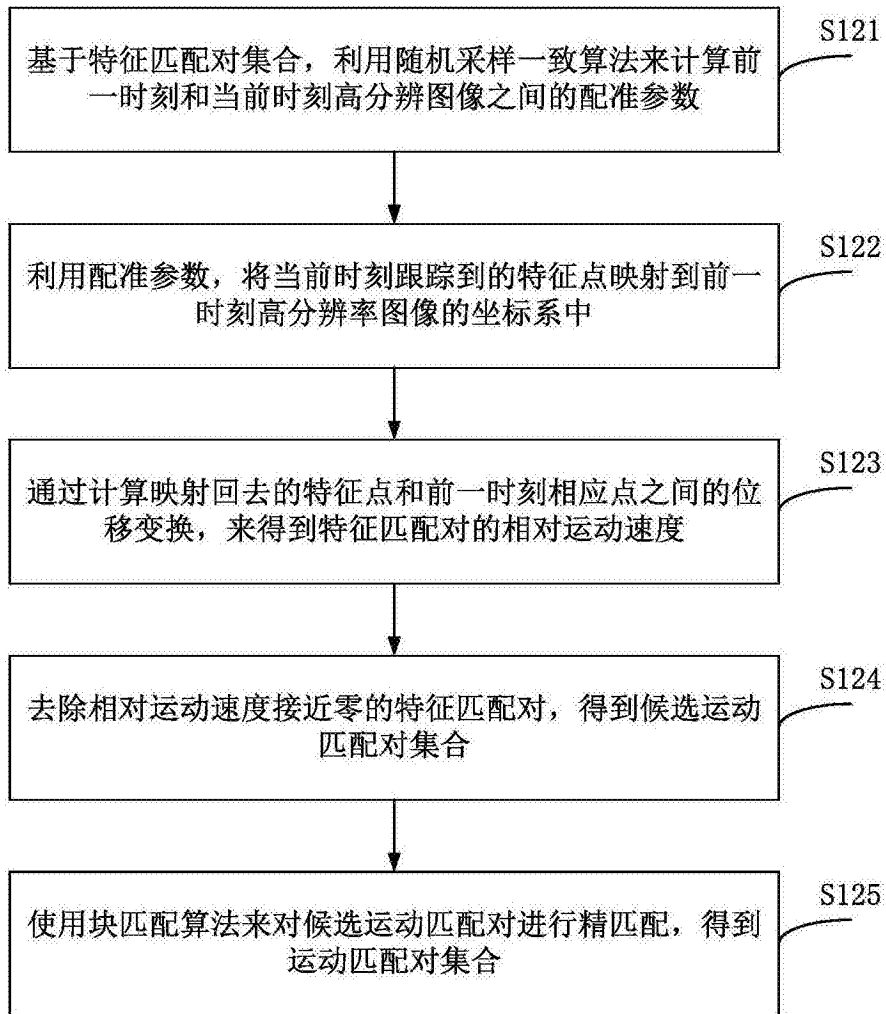 S121
基于特征匹配对集合，利用随机采样一致算法来计算前
一时刻和当前时刻高分辨图像之间的配准参数
S122
利用配准参数，将当前时刻跟踪到的特征点映射到前一
时刻高分辨率图像的坐标系中
S123
通过计算映射回去的特征点和前一时刻相应点之间的位
移变换，来得到特征匹配对的相对运动速度
S124
去除相对运动速度接近零的特征匹配对，得到候选运动
匹配对集合
S125
使用块匹配算法来对候选运动匹配对进行精匹配，得到
运动匹配对集合